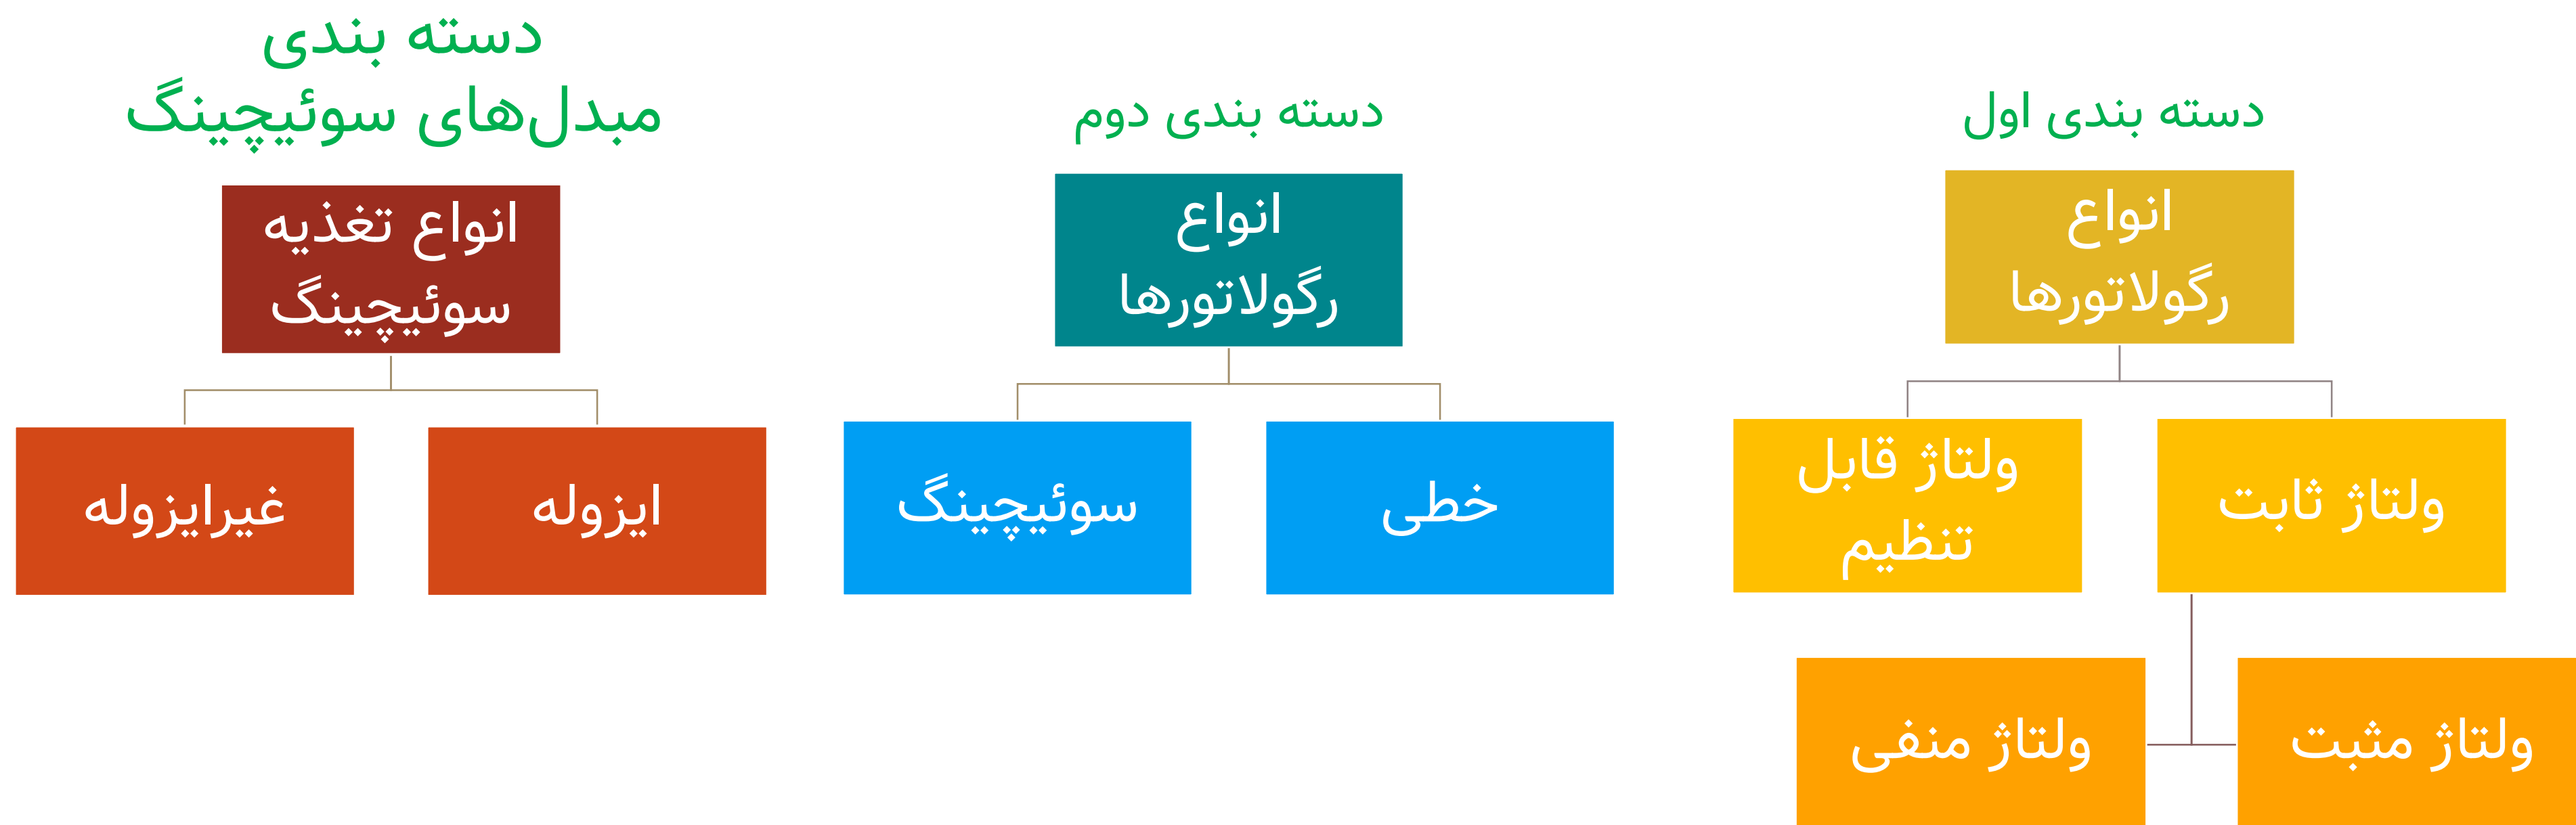 دسته بندی اول
انواع
رگولاتورها
ولتاژ ثابت
ولتاژ قابل
تنظیم
ولتاژ مثبت
ولتاژ منفی
دسته بندی دوم
انواع
رگولاتورها
خطی
سوئیچینگ
دسته بندی
مبدل‌های سوئیچینگ
انواع تغذیه
سوئیچینگ
ایزوله
غیرایزوله